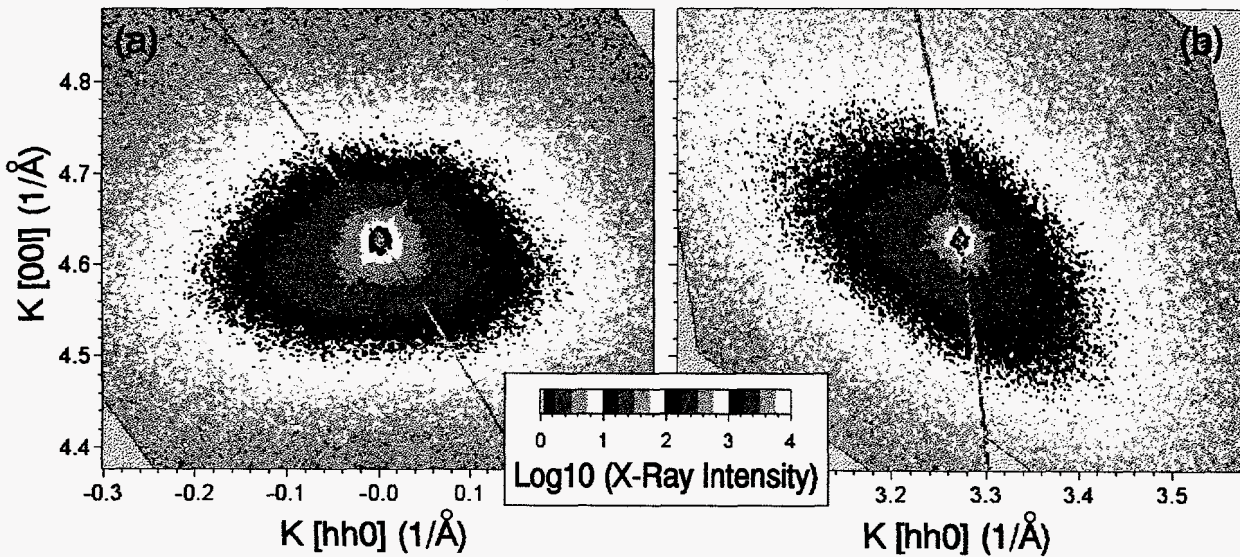 (a)
(b)
K [00l] (1/Å)
4.8
4.7
4.6
4.5
4.4
-0.3 -0.2 -0.1 -0.0 0.1
K [hh0] (1/Å)
0 1 2 3 4
Log10 (X-Ray Intensity)
3.2 3.3 3.4 3.5
K [hh0] (1/Å)